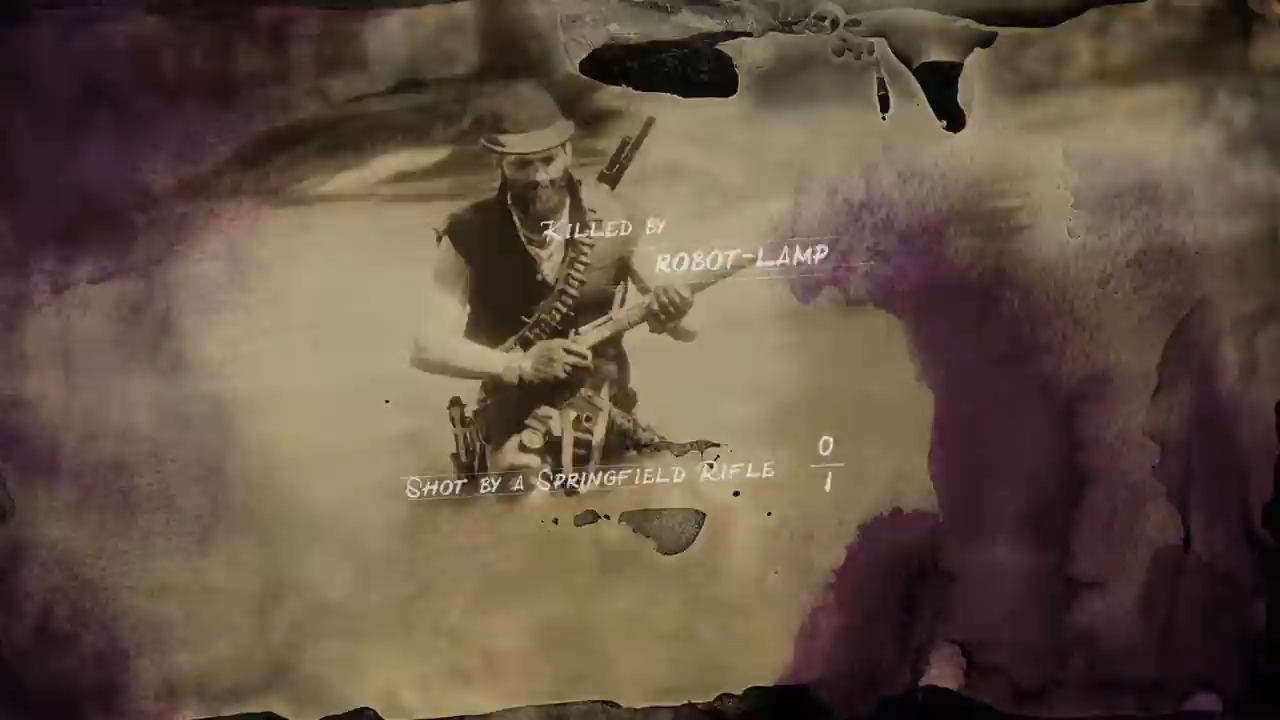 KILLED BY
ROBOT-LAMP
SHOT BY A SPRINGFIELD RIFLE
0
1